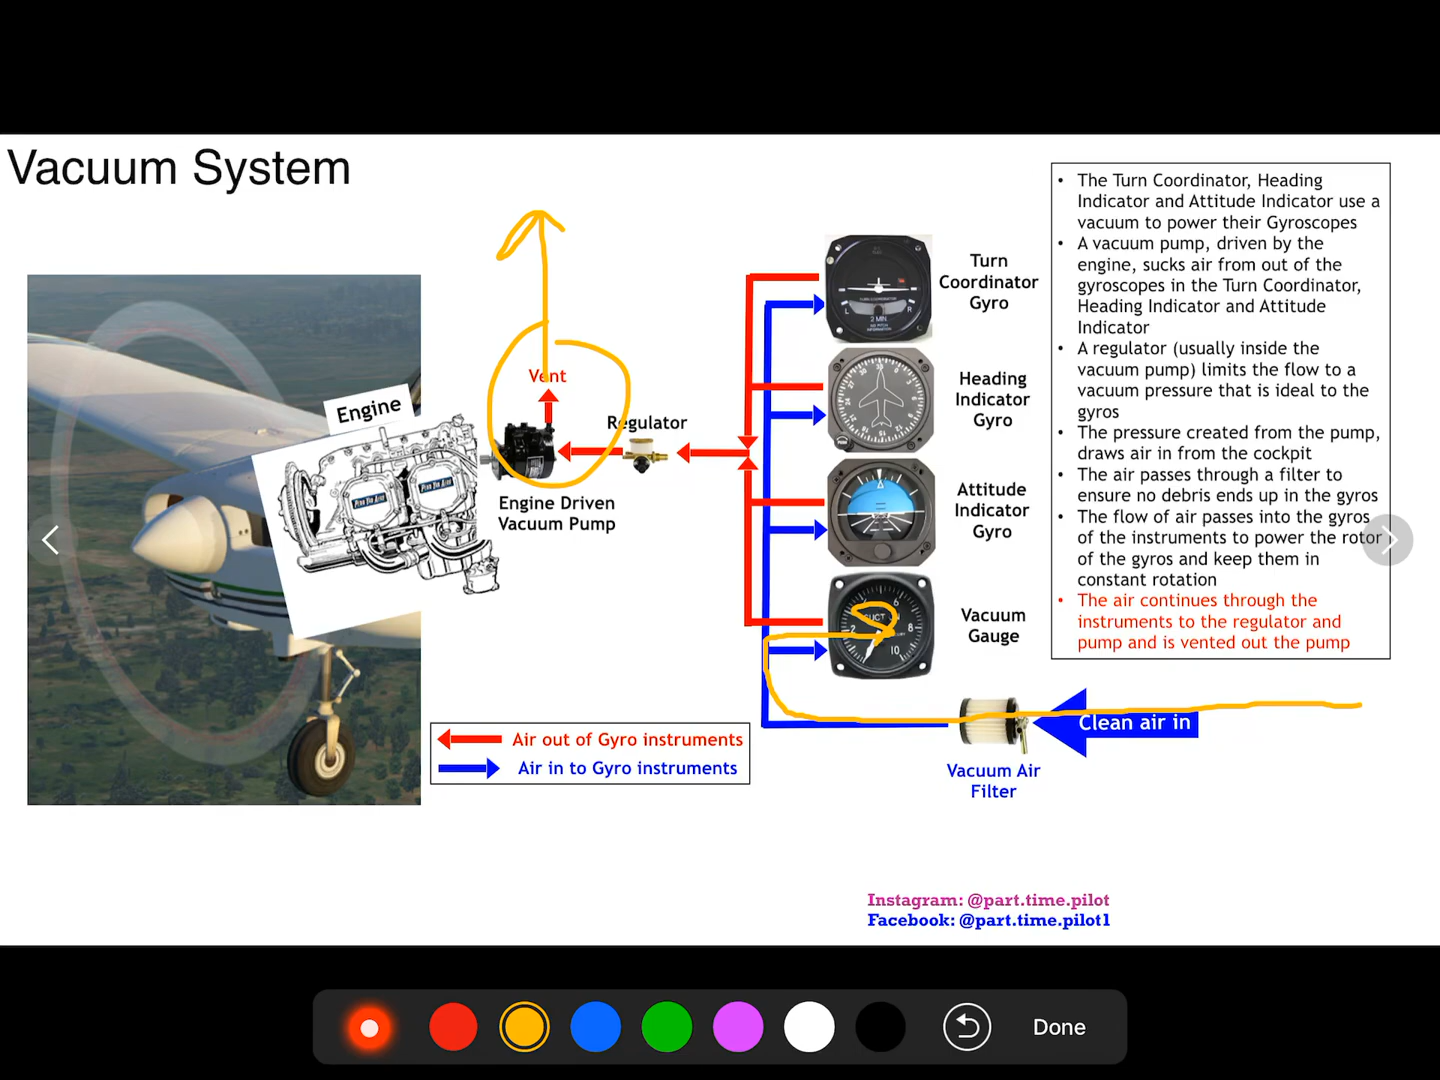 Vacuum System
• The Turn Coordinator, Heading
Indicator and Attitude Indicator use a
vacuum to power their Gyroscopes
• A vacuum pump, driven by the
engine, sucks air from out of the
gyroscopes in the Turn Coordinator,
Heading Indicator and Attitude
Indicator
• A regulator (usually inside the
vacuum pump) limits the flow to a
vacuum pressure that is ideal to the
gyros
• The pressure created from the pump,
draws air in from the cockpit
• The air passes through a filter to
ensure no debris ends up in the gyros
• The flow of air passes into the gyros
of the instruments to power the rotor
of the gyros and keep them in
constant rotation
• The air continues through the
instruments to the regulator and
pump and is vented out the pump
Engine
Vent
Regulator
Engine Driven
Vacuum Pump
Turn
Coordinator
Gyro
L R
2 MIN
Heading
Indicator
Gyro
Attitude
Indicator
Gyro
Vacuum
Gauge
6
2
8
10
Clean air in
Vacuum Air
Filter
Air out of Gyro instruments
Air in to Gyro instruments
Instagram: @part.time.pilot
Facebook: @part.time.pilot1
Done